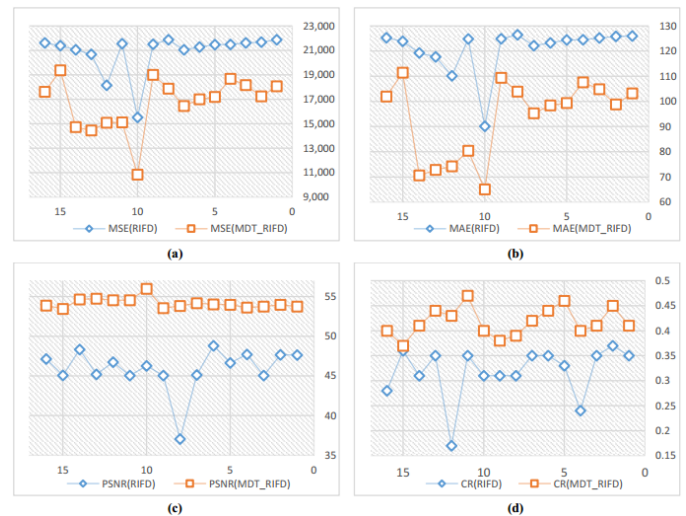 23,000
21,000
19,000
17,000
15,000
13,000
11,000
9,000
15 10 5 0
MSE(RIFD) MSE(MDT_RIFD)
(a)
130
120
110
100
90
80
70
60
15 10 5 0
MAE(RIFD) MAE(MDT_RIFD)
(b)
55
50
45
40
35
15 10 5 0
PSNR(RIFD) PSNR(MDT_RIFD)
(c)
0.5
0.45
0.4
0.35
0.3
0.25
0.2
0.15
15 10 5 0
CR(RIFD) CR(MDT_RIFD)
(d)